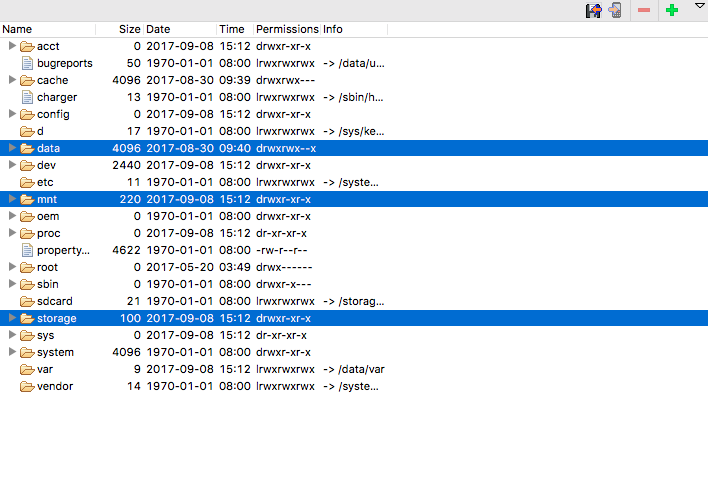 Name Size Date Time Permissions Info
acct 0 2017-09-08 15:12 drwxr-xr-x
bugreports 50 1970-01-01 08:00 lrwxrwxrwx -> /data/u...
cache 4096 2017-08-30 09:39 drwxrwx---
charger 13 1970-01-01 08:00 lrwxrwxrwx -> /sbin/h...
config 0 2017-09-08 15:12 drwxr-xr-x
d 17 1970-01-01 08:00 lrwxrwxrwx -> /sys/ke...
data 4096 2017-08-30 09:40 drwxrwx--x
dev 2440 2017-09-08 15:12 drwxr-xr-x
etc 11 1970-01-01 08:00 lrwxrwxrwx -> /syste...
mnt 220 2017-09-08 15:12 drwxr-xr-x
oem 0 1970-01-01 08:00 drwxr-xr-x
proc 0 2017-09-08 15:12 dr-xr-xr-x
property... 4622 1970-01-01 08:00 -rw-r--r--
root 0 2017-05-20 03:49 drwx------
sbin 0 1970-01-01 08:00 drwxr-x---
sdcard 21 1970-01-01 08:00 lrwxrwxrwx -> /storag...
storage 100 2017-09-08 15:12 drwxr-xr-x
sys 0 2017-09-08 15:12 dr-xr-xr-x
system 4096 1970-01-01 08:00 drwxr-xr-x
var 9 2017-09-08 15:12 lrwxrwxrwx -> /data/var
vendor 14 1970-01-01 08:00 lrwxrwxrwx -> /syste...